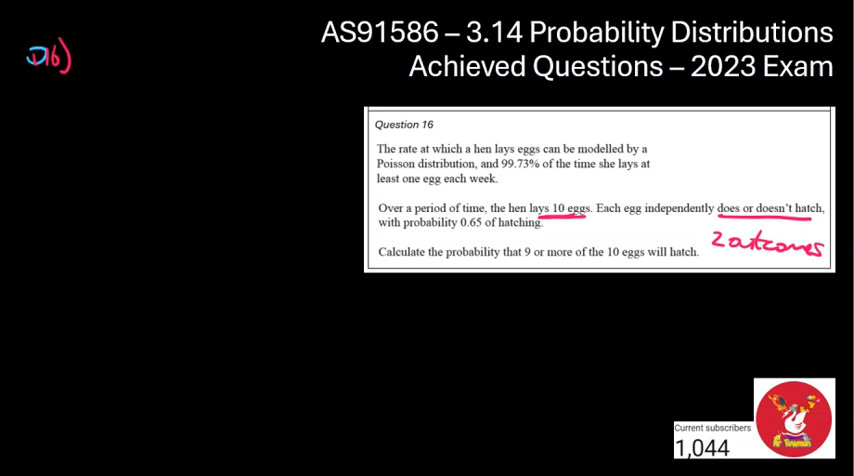 AS91586 – 3.14 Probability Distributions
Achieved Questions – 2023 Exam
16)
Question 16
The rate at which a hen lays eggs can be modelled by a
Poisson distribution, and 99.73% of the time she lays at
least one egg each week.
Over a period of time, the hen lays 10 eggs. Each egg independently does or doesn't hatch,
with probability 0.65 of hatching.
2 outcomes
Calculate the probability that 9 or more of the 10 eggs will hatch.
Current subscribers
1,044